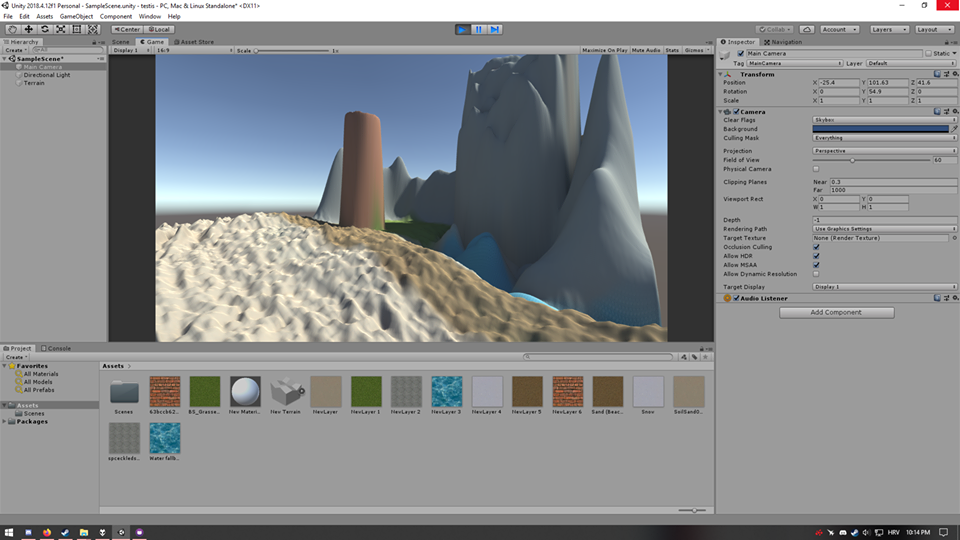 Unity 2018.4.12f1 Personal - SampleScene.unity - testis - PC, Mac & Linux Standalone* <DX11>
File Edit Assets GameObject Component Window Help
Center Local
Collab Account Layers Layout
Hierarchy
Create All
SampleScene*
Main Camera
Directional Light
Terrain
Scene Game Asset Store
Display 1 16:9 Scale 1x Maximize On Play Mute Audio Stats Gizmos
Inspector Navigation
Main Camera Static
Tag MainCamera Layer Default
Transform
Position X -25.4 Y 101.63 Z 41.6
Rotation X 0 Y 54.9 Z 0
Scale X 1 Y 1 Z 1
Camera
Clear Flags Skybox
Background
Culling Mask Everything
Projection Perspective
Field of View 60
Physical Camera
Clipping Planes Near 0.3
Far 1000
Viewport Rect X 0 Y 0
W 1 H 1
Depth -1
Rendering Path Use Graphics Settings
Target Texture None (Render Texture)
Occlusion Culling
Allow HDR
Allow MSAA
Allow Dynamic Resolution
Target Display Display 1
Audio Listener
Add Component
Project Console
Create
Favorites
All Materials
All Models
All Prefabs
Assets
Scenes
Packages
Assets
Scenes 63bccb62... BS_Grasse... New Materi... New Terrain NewLayer NewLayer 1 NewLayer 2 NewLayer 3 NewLayer 4 NewLayer 5 NewLayer 6 Sand (Beac... Snow SoilSand0...
spceckleds... Waterfallb...
HRV 10:14 PM